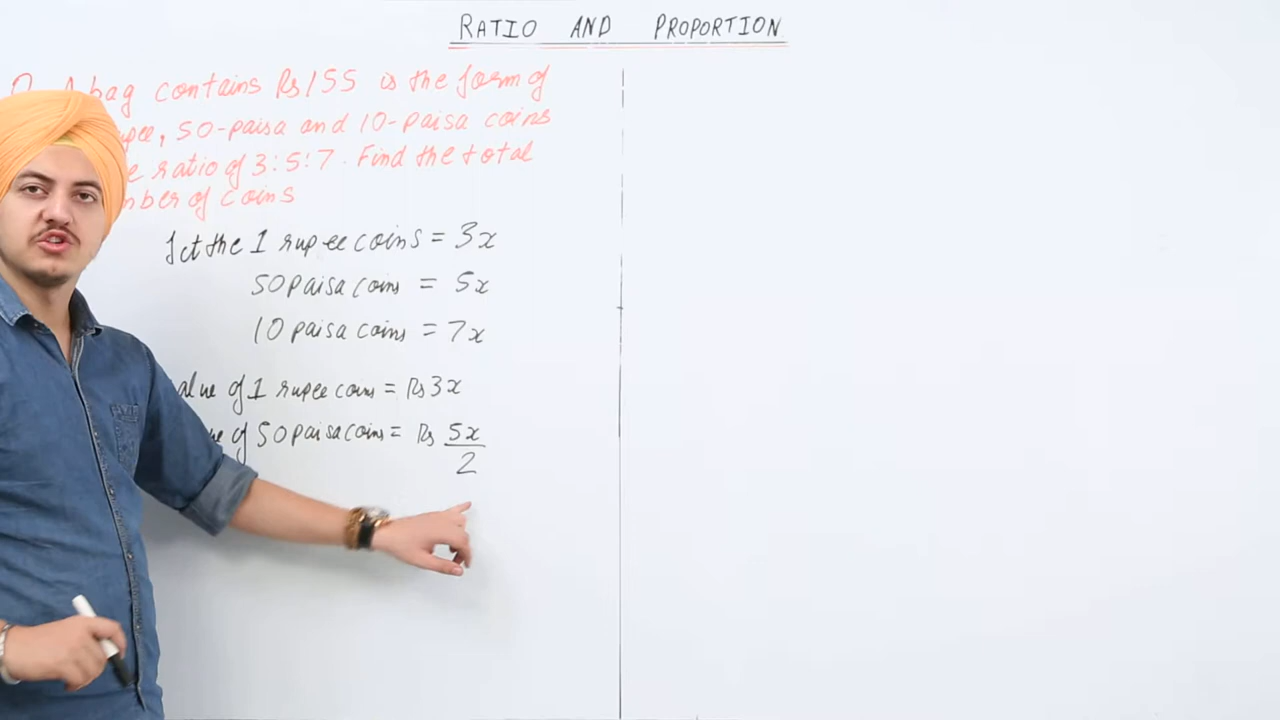 RATIO AND PROPORTION
bag contains Rs 155 is the form of
50-paisa and 10-paisa coins
ratio of 3:5:7. Find the total
of coins
Let the 1 rupee coins = 3x
50 paisa coins = 5x
10 paisa coins = 7x
of 1 rupee coins = Rs 3x
of 50 paisa coins = Rs 5x/2